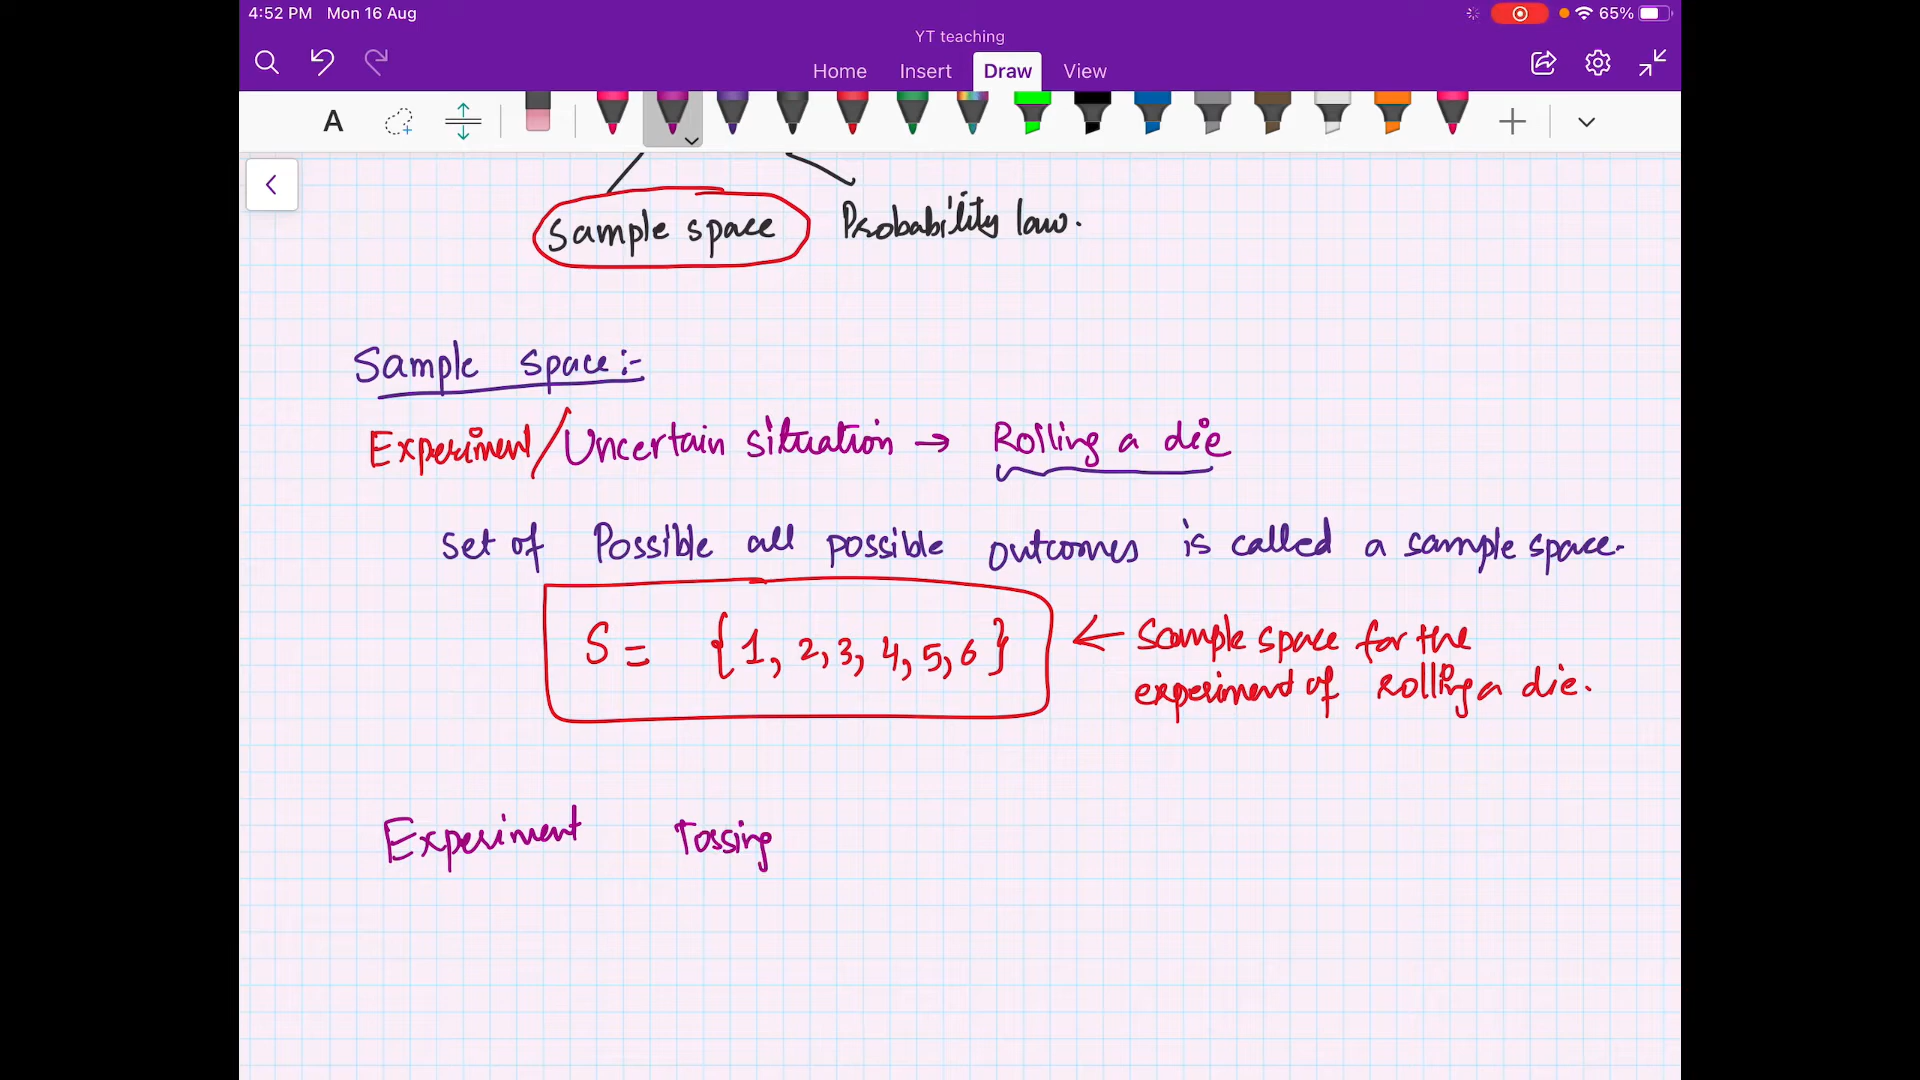 4:52 PM Mon 16 Aug
65%
YT teaching
Home Insert Draw View
A
Sample space Probability law.
Sample space :-
Experiment/Uncertain situation → Rolling a die
set of Possible all possible outcomes is called a sample space.
S = {1, 2, 3, 4, 5, 6} ← Sample space for the
experiment of rolling a die.
Experiment Tossing